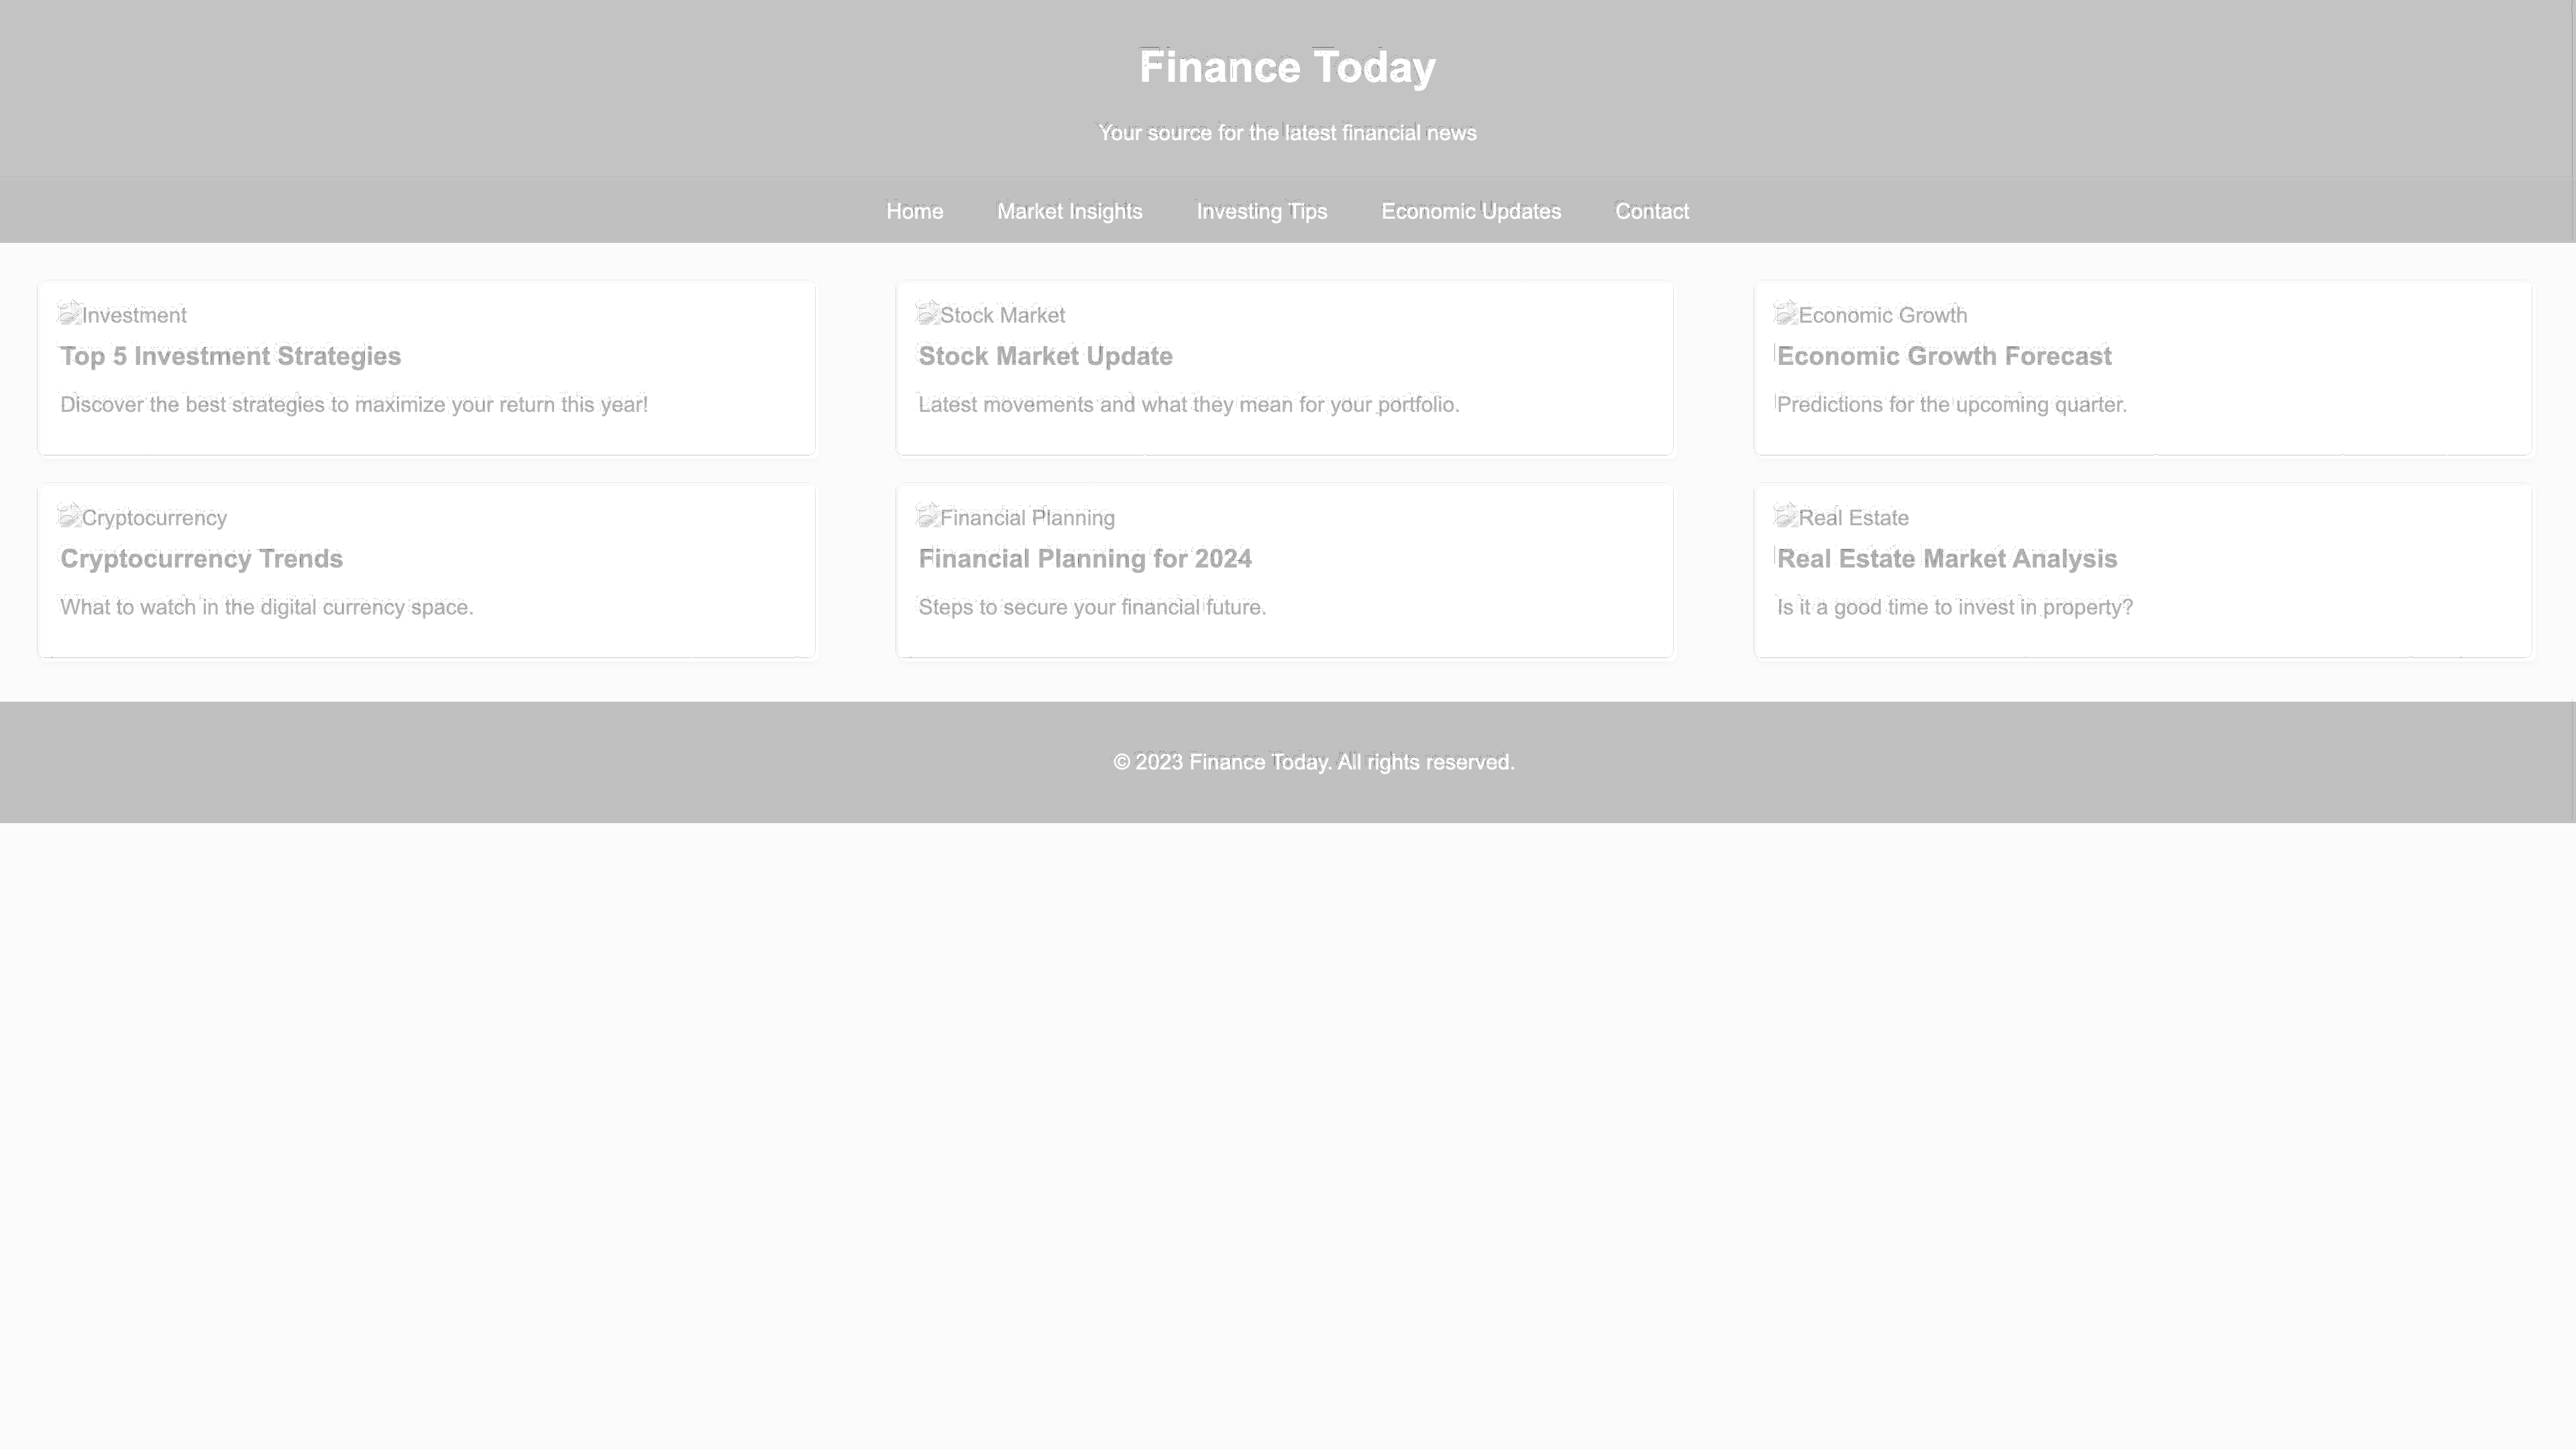 Finance Today
Your source for the latest financial news
Home Market Insights Investing Tips Economic Updates Contact
Investment
Top 5 Investment Strategies
Discover the best strategies to maximize your return this year!
Stock Market
Stock Market Update
Latest movements and what they mean for your portfolio.
Economic Growth
Economic Growth Forecast
Predictions for the upcoming quarter.
Cryptocurrency
Cryptocurrency Trends
What to watch in the digital currency space.
Financial Planning
Financial Planning for 2024
Steps to secure your financial future.
Real Estate
Real Estate Market Analysis
Is it a good time to invest in property?
© 2023 Finance Today. All rights reserved.